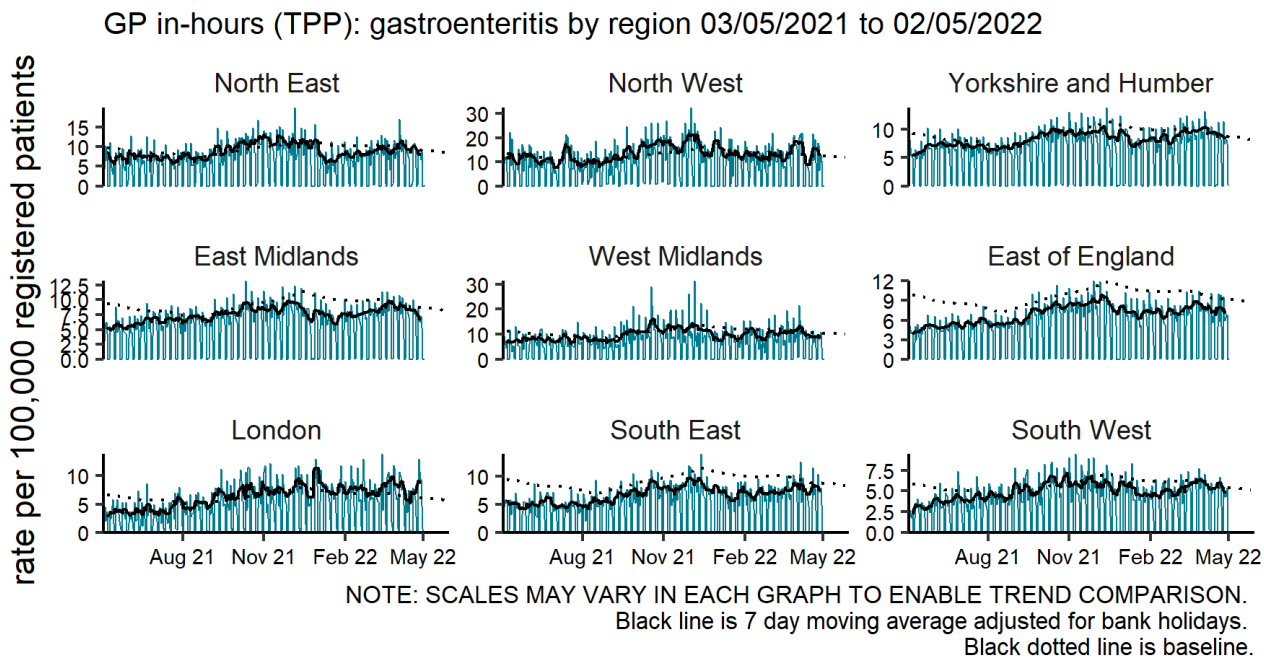 GP in-hours (TPP): gastroenteritis by region 03/05/2021 to 02/05/2022
rate per 100,000 registered patients
North East
15
10
5
0
North West
30
20
10
0
Yorkshire and Humber
10
5
0
East Midlands
12.5
10.0
7.5
5.0
2.5
0.0
West Midlands
30
20
10
0
East of England
12
9
6
3
0
London
10
5
0
Aug 21 Nov 21 Feb 22 May 22
South East
10
5
0
Aug 21 Nov 21 Feb 22 May 22
South West
7.5
5.0
2.5
0.0
Aug 21 Nov 21 Feb 22 May 22
NOTE: SCALES MAY VARY IN EACH GRAPH TO ENABLE TREND COMPARISON.
Black line is 7 day moving average adjusted for bank holidays.
Black dotted line is baseline.